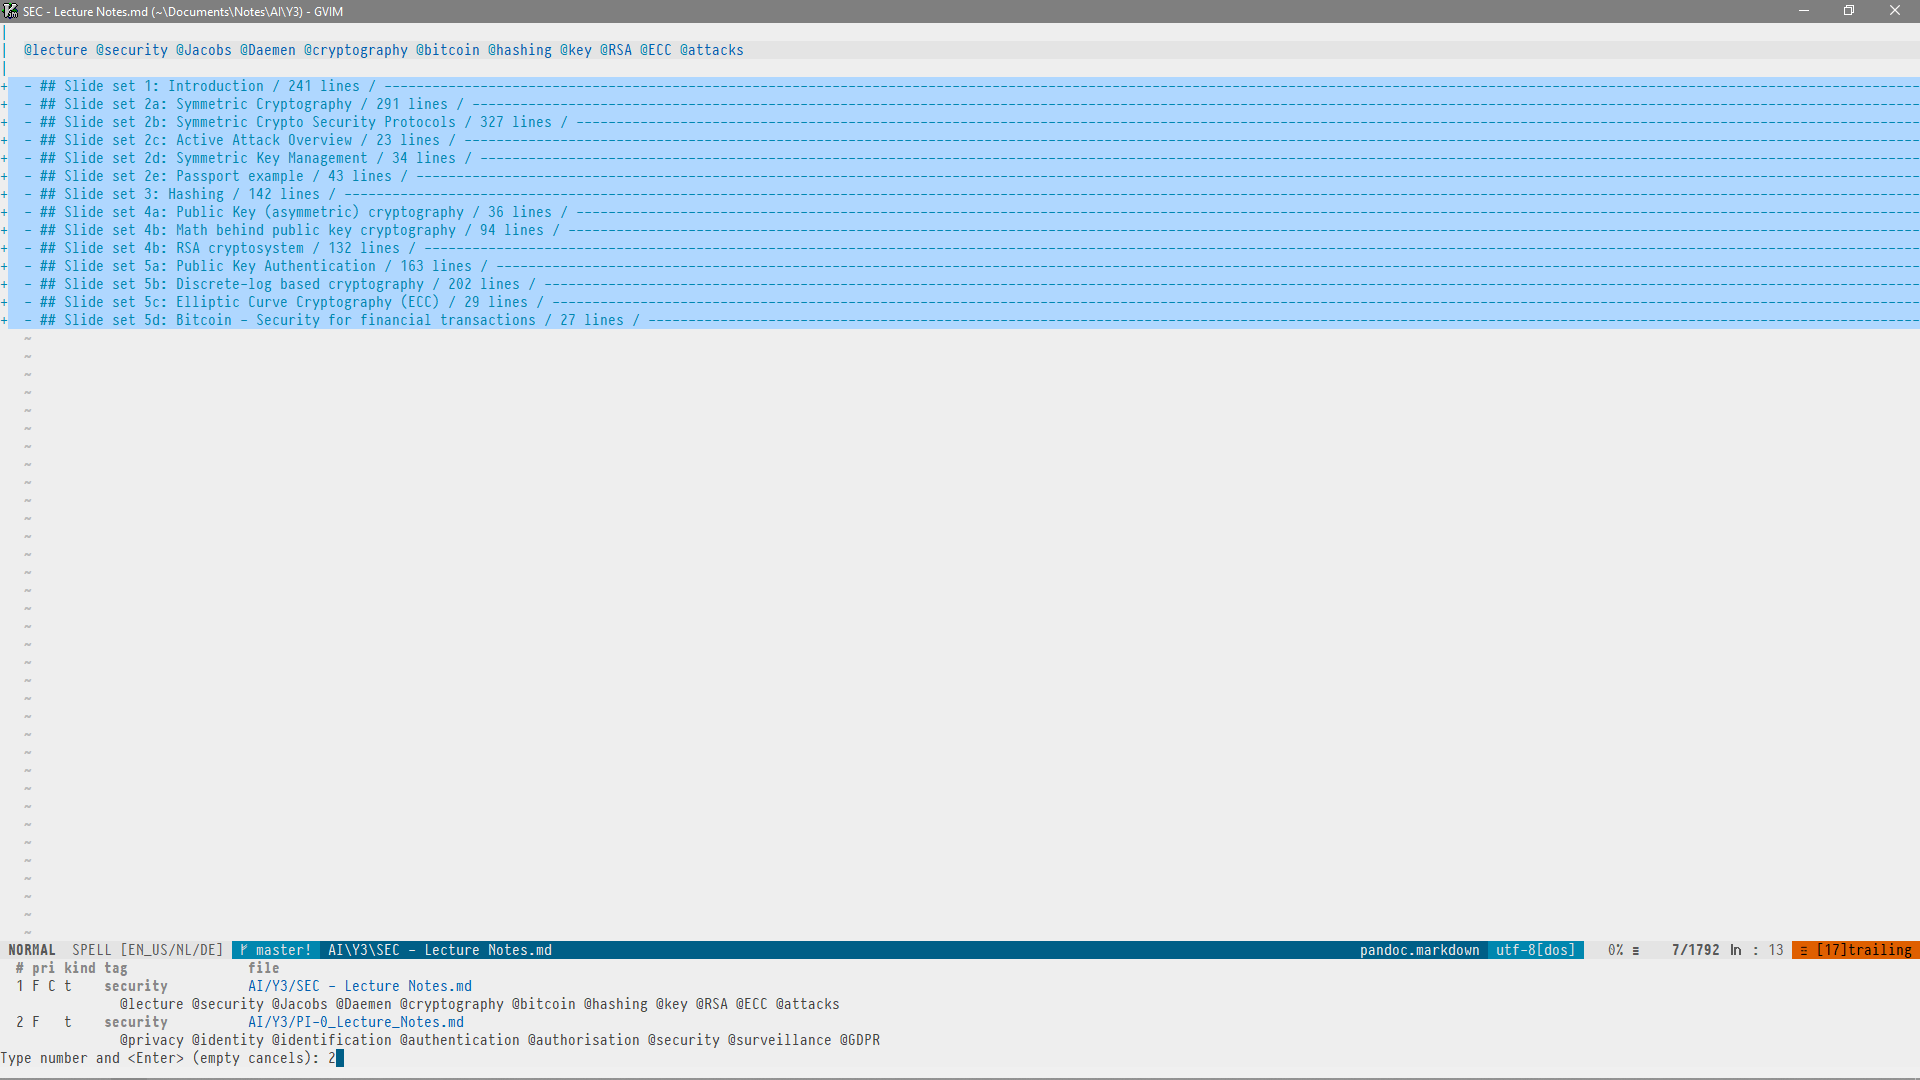 SEC - Lecture Notes.md (~\Documents\Notes\AI\Y3) - GVIM
@lecture @security @Jacobs @Daemen @cryptography @bitcoin @hashing @key @RSA @ECC @attacks
+ - ## Slide set 1: Introduction / 241 lines / ----------
+ - ## Slide set 2a: Symmetric Cryptography / 291 lines / ----------
+ - ## Slide set 2b: Symmetric Crypto Security Protocols / 327 lines / ----------
+ - ## Slide set 2c: Active Attack Overview / 23 lines / ----------
+ - ## Slide set 2d: Symmetric Key Management / 34 lines / ----------
+ - ## Slide set 2e: Passport example / 43 lines / ----------
+ - ## Slide set 3: Hashing / 142 lines / ----------
+ - ## Slide set 4a: Public Key (asymmetric) cryptography / 36 lines / ----------
+ - ## Slide set 4b: Math behind public key cryptography / 94 lines / ----------
+ - ## Slide set 4b: RSA cryptosystem / 132 lines / ----------
+ - ## Slide set 5a: Public Key Authentication / 163 lines / ----------
+ - ## Slide set 5b: Discrete-log based cryptography / 202 lines / ----------
+ - ## Slide set 5c: Elliptic Curve Cryptography (ECC) / 29 lines / ----------
+ - ## Slide set 5d: Bitcoin - Security for financial transactions / 27 lines / ----------
NORMAL SPELL [EN_US/NL/DE] master! AI\Y3\SEC - Lecture Notes.md pandoc.markdown utf-8[dos] 0% ≡ 7/1792 ln : 13 Ξ [17]trailing
# pri kind tag file
1 F C t security AI/Y3/SEC - Lecture Notes.md
@lecture @security @Jacobs @Daemen @cryptography @bitcoin @hashing @key @RSA @ECC @attacks
2 F t security AI/Y3/PI-0_Lecture_Notes.md
@privacy @identity @identification @authentication @authorisation @security @surveillance @GDPR
Type number and <Enter> (empty cancels): 2